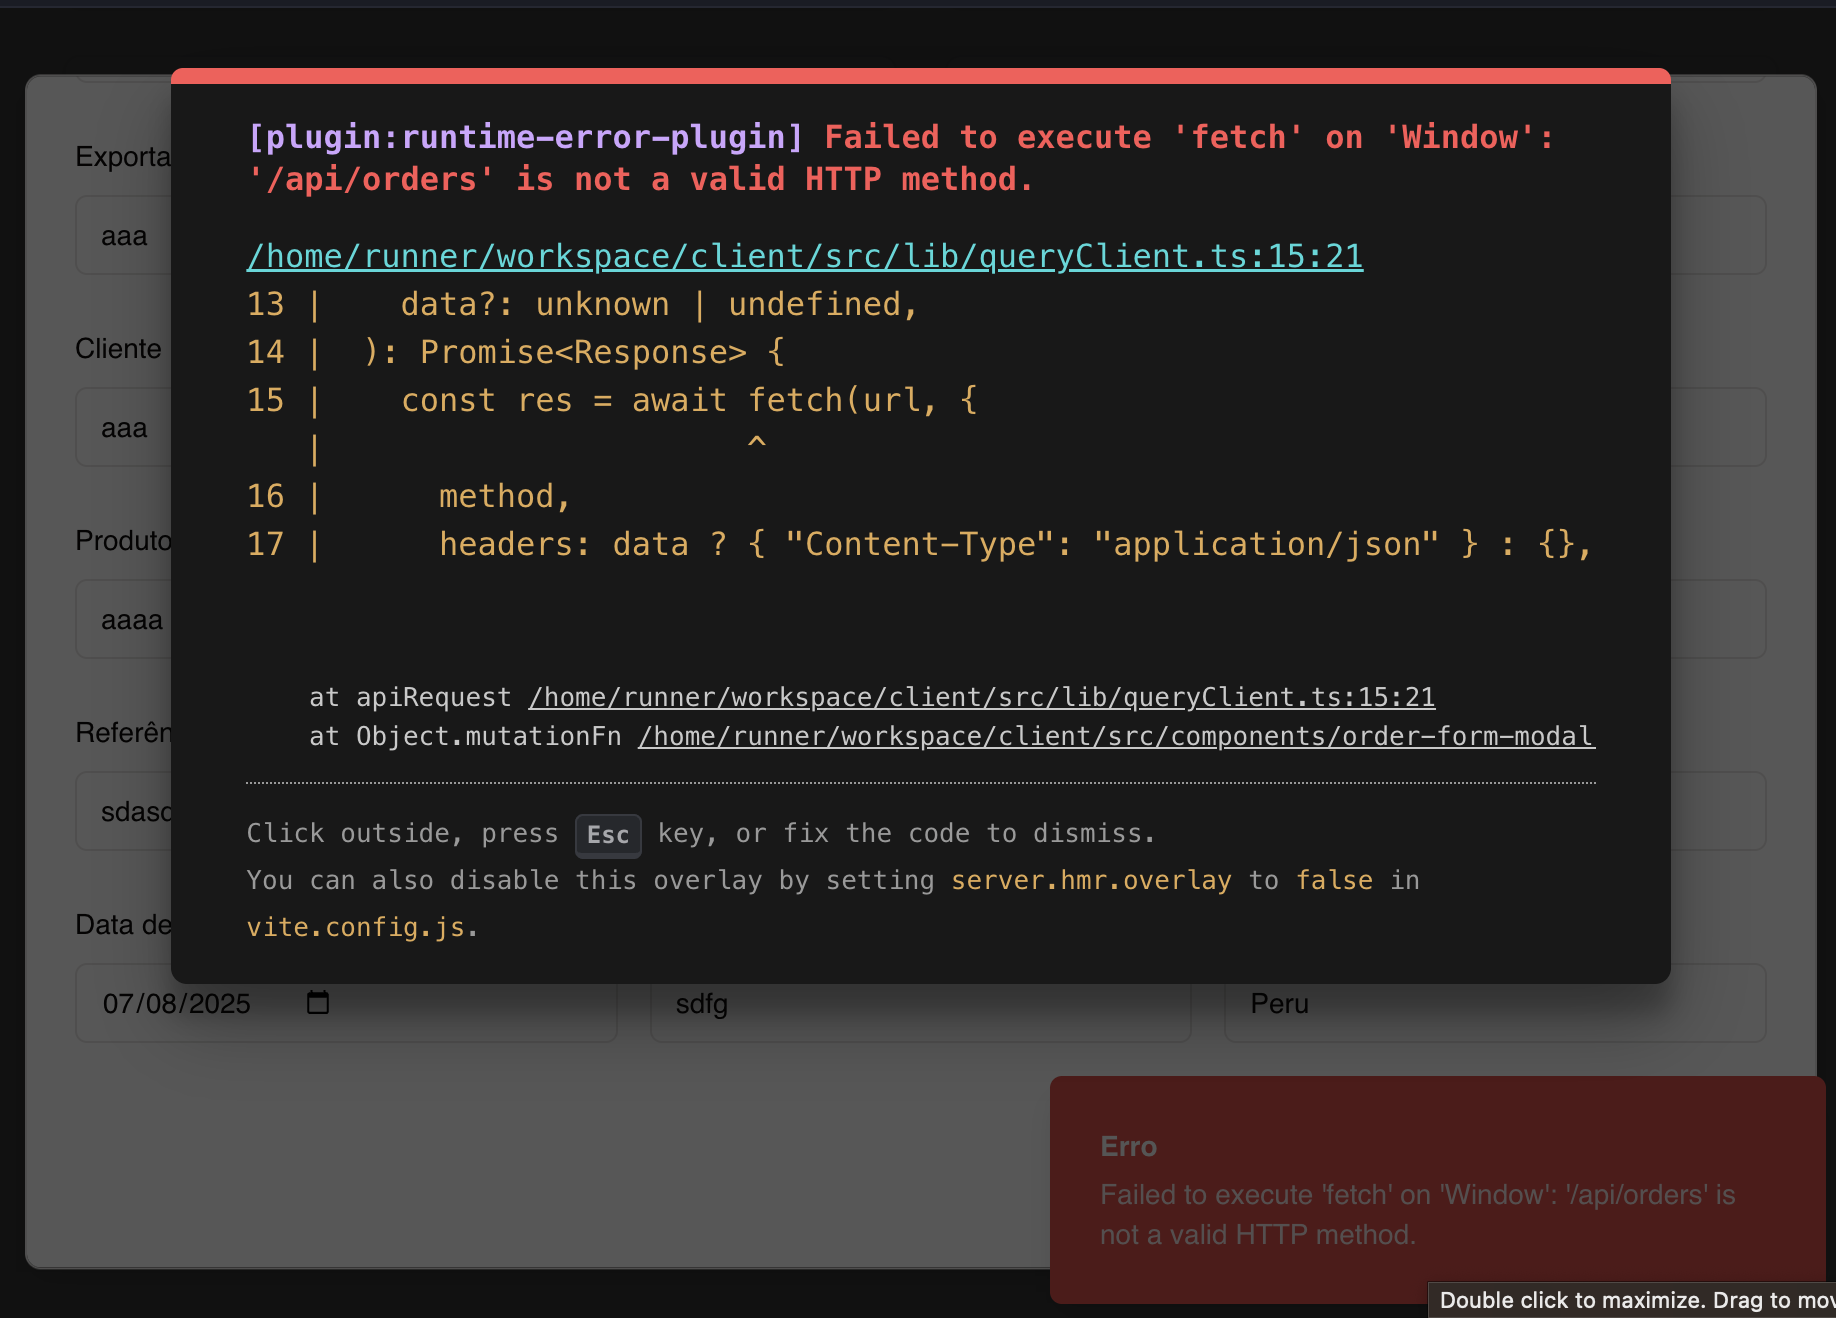 [plugin:runtime-error-plugin] Failed to execute 'fetch' on 'Window':
'/api/orders' is not a valid HTTP method.
/home/runner/workspace/client/src/lib/queryClient.ts:15:21
13 |    data?: unknown | undefined,
14 |  ): Promise<Response> {
15 |    const res = await fetch(url, {
   |                      ^
16 |      method,
17 |      headers: data ? { "Content-Type": "application/json" } : {},
at apiRequest /home/runner/workspace/client/src/lib/queryClient.ts:15:21
at Object.mutationFn /home/runner/workspace/client/src/components/order-form-modal
Click outside, press Esc key, or fix the code to dismiss.
You can also disable this overlay by setting server.hmr.overlay to false in
vite.config.js.
Exporta
aaa
Cliente
aaa
Produto
aaaa
Referên
Data de
07/08/2025
sdfg
Peru
Erro
Failed to execute 'fetch' on 'Window': '/api/orders' is
not a valid HTTP method.
Double click to maximize. Drag to mov